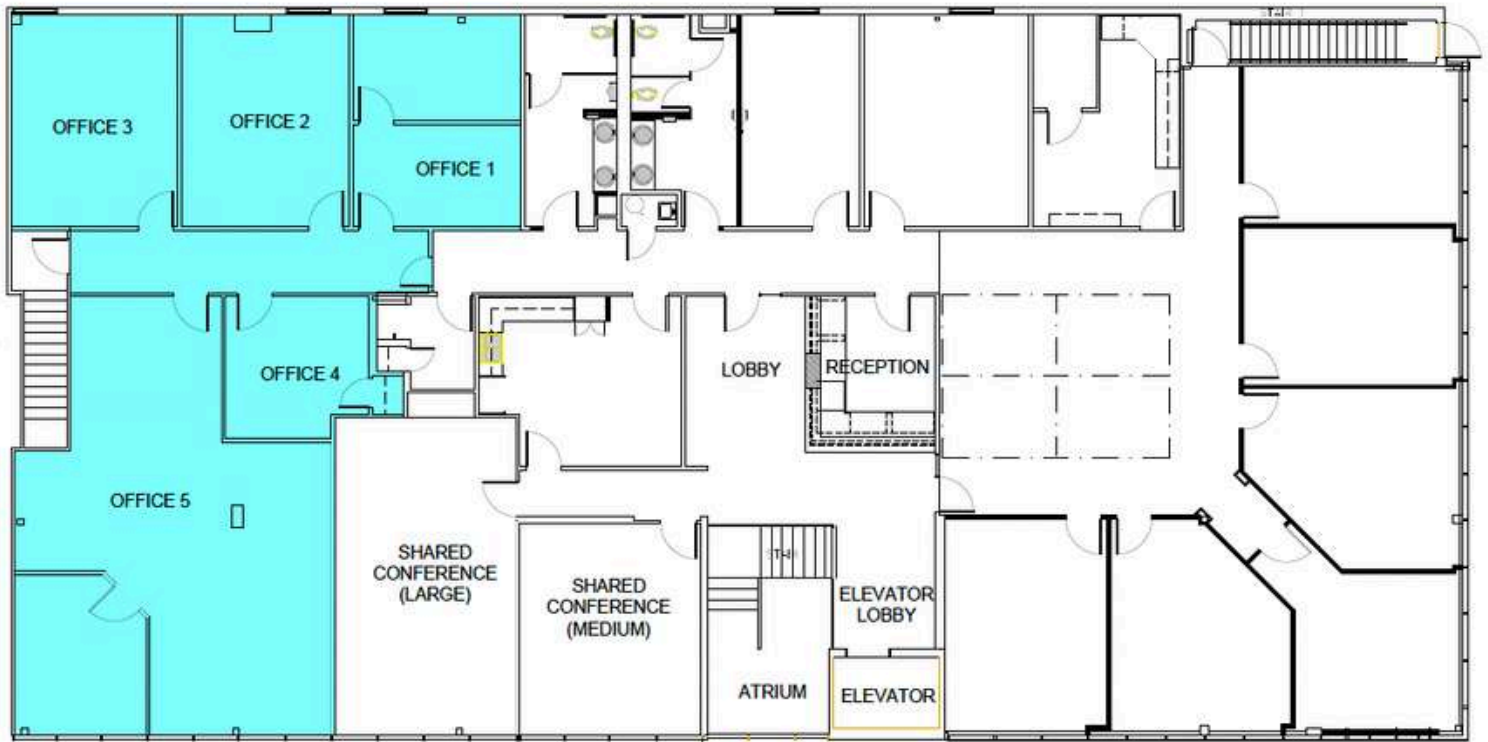 OFFICE 3
OFFICE 2
OFFICE 1
OFFICE 4
LOBBY
RECEPTION
OFFICE 5
SHARED
CONFERENCE
(LARGE)
SHARED
CONFERENCE
(MEDIUM)
ELEVATOR
LOBBY
ATRIUM
ELEVATOR